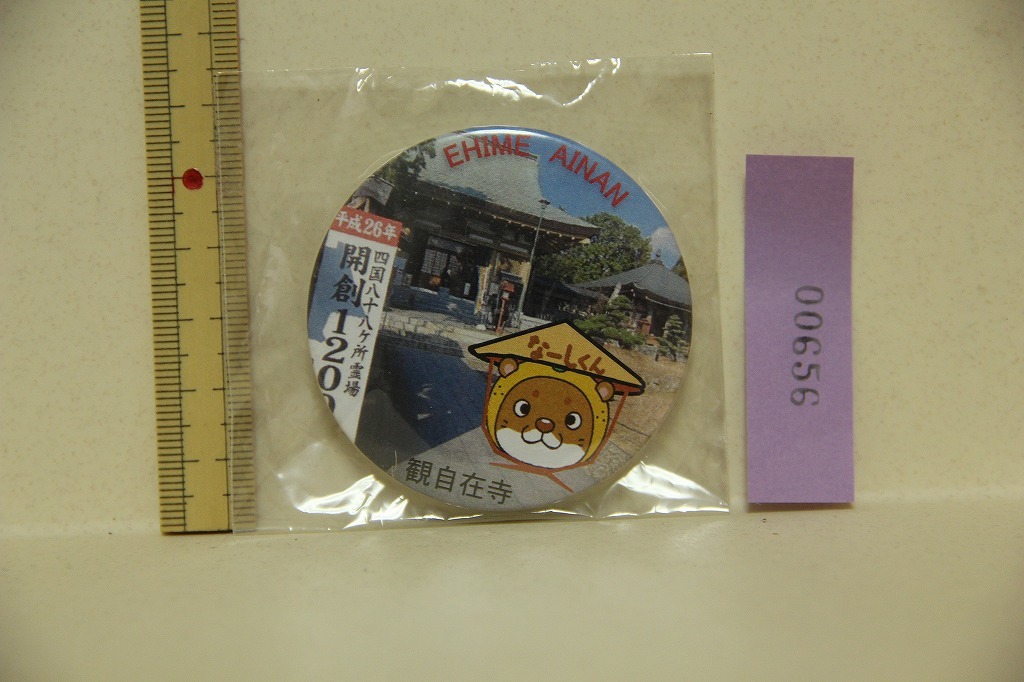 EHIME AINAN
平成26年
四国八十八ケ所霊場
開創120
なーしくん
観自在寺
00656